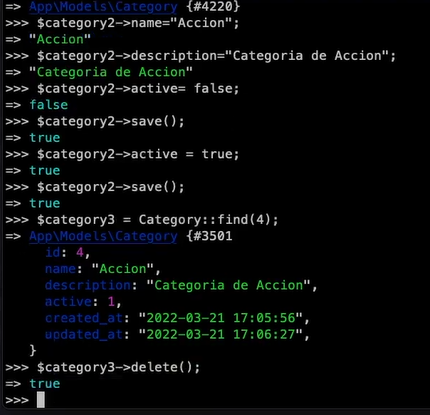 => App\Models\Category {#4220}
>>> $category2->name="Accion";
=> "Accion"
>>> $category2->description="Categoria de Accion";
=> "Categoria de Accion"
>>> $category2->active= false;
=> false
>>> $category2->save();
=> true
>>> $category2->active = true;
=> true
>>> $category2->save();
=> true
>>> $category3 = Category::find(4);
=> App\Models\Category {#3501
id: 4,
name: "Accion",
description: "Categoria de Accion",
active: 1,
created_at: "2022-03-21 17:05:56",
updated_at: "2022-03-21 17:06:27",
}
>>> $category3->delete();
=> true
>>>